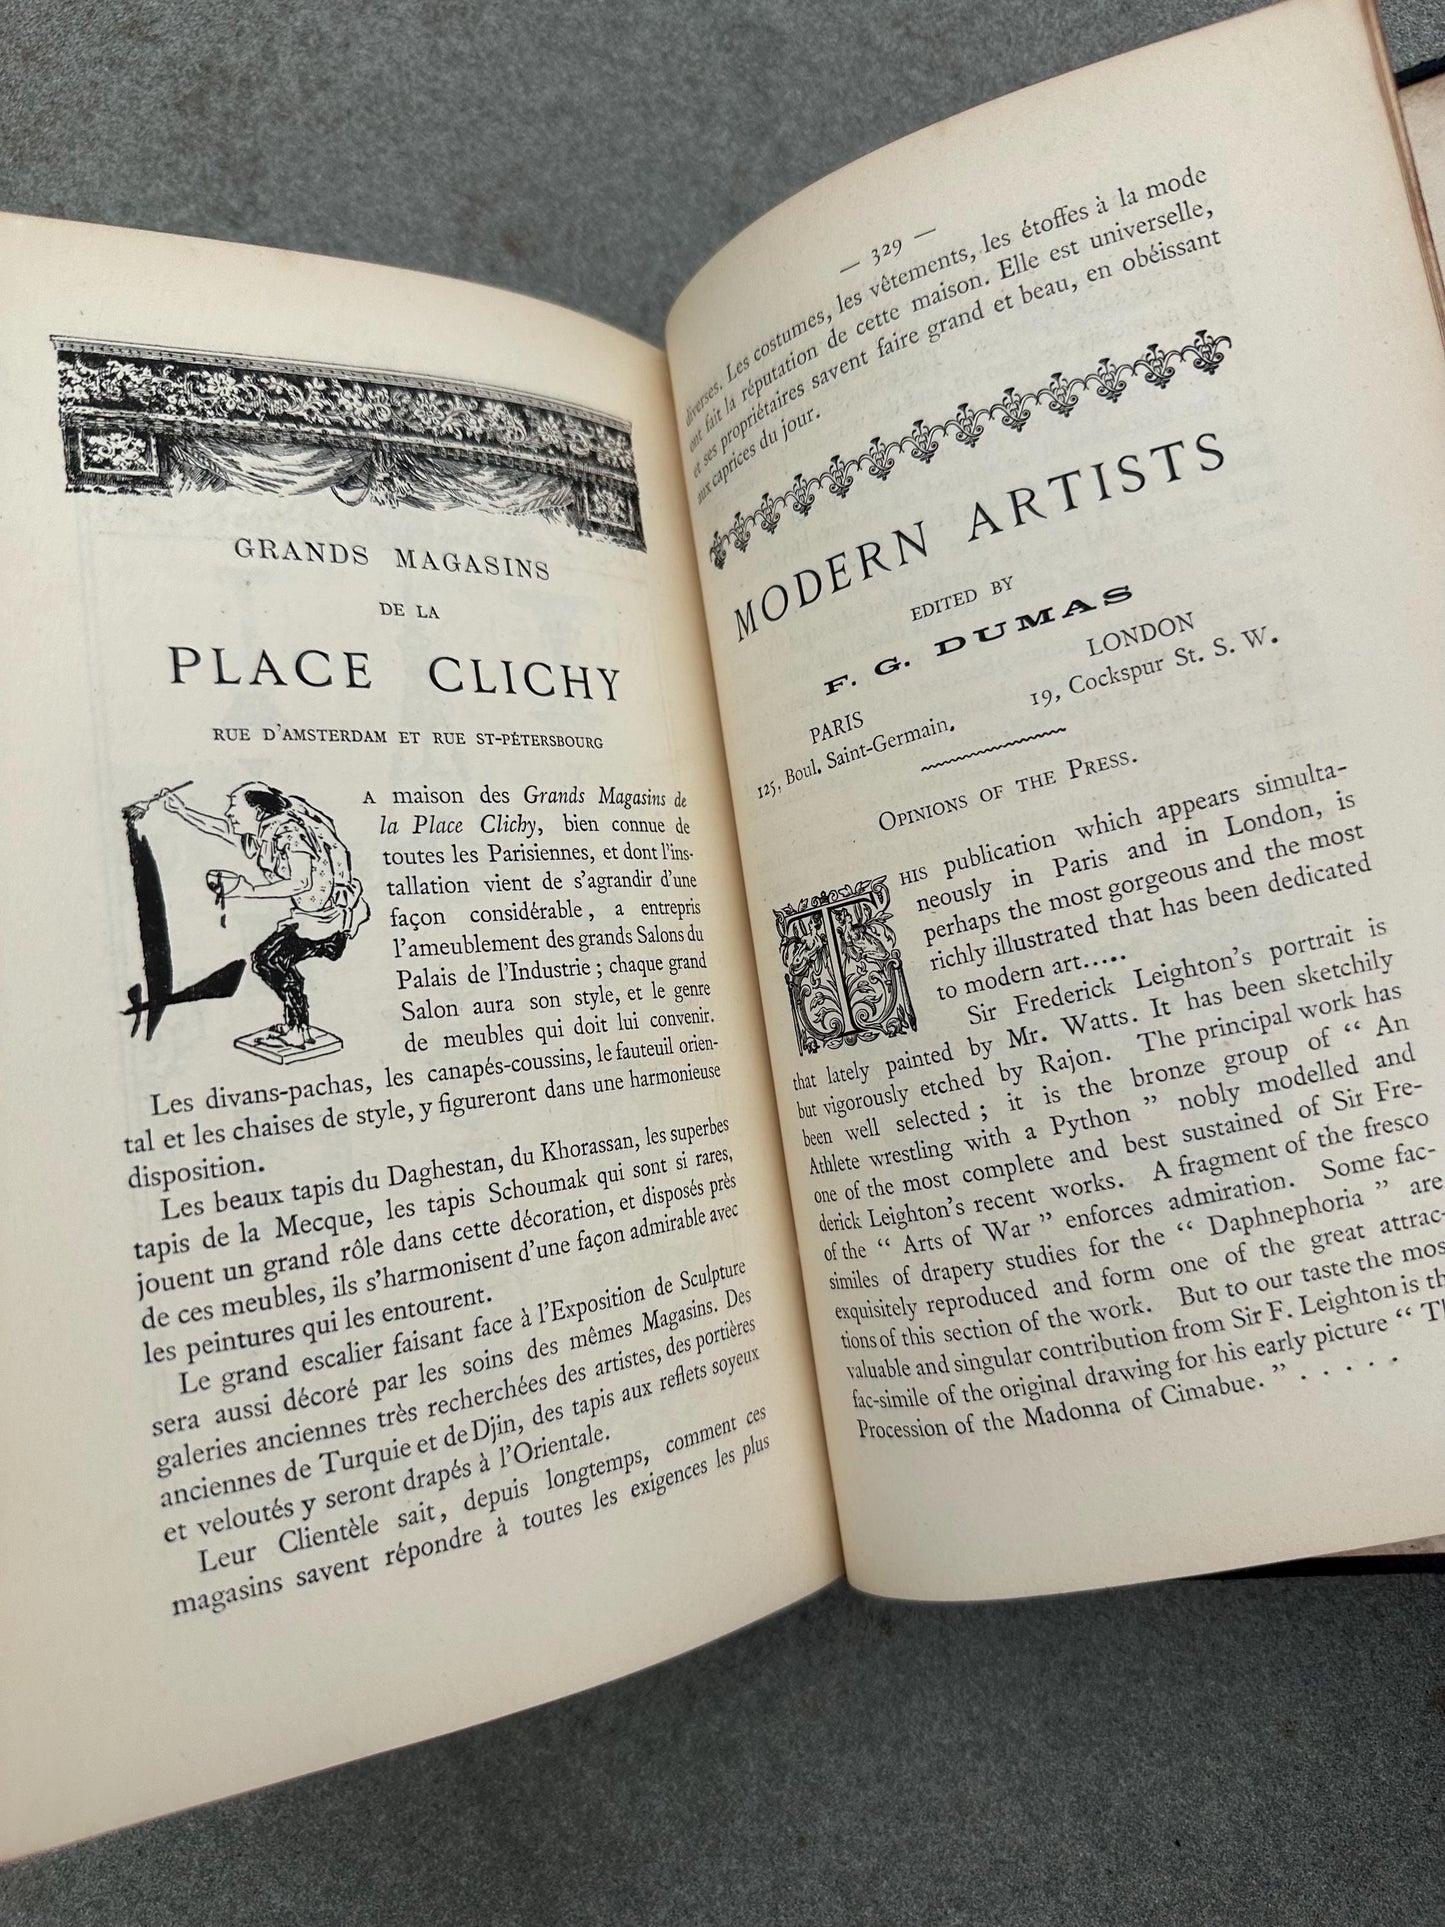 GRANDS MAGASINS
DE LA
PLACE CLICHY
RUE D'AMSTERDAM ET RUE ST-PÉTERSBOURG
LA maison des Grands Magasins de
la Place Clichy, bien connue de
toutes les Parisiennes, et dont l'ins-
tallation vient de s'agrandir d'une
façon considérable, a entrepris
l'ameublement des grands Salons du
Palais de l'Industrie ; chaque grand
Salon aura son style, et le genre
de meubles qui doit lui convenir.
Les divans-pachas, les canapés-coussins, le fauteuil orien-
tal et les chaises de style, y figureront dans une harmonieuse
disposition.
Les beaux tapis du Daghestan, du Khorassan, les superbes
tapis de la Mecque, les tapis Schoumak qui sont si rares,
jouent un grand rôle dans cette décoration, et disposés près
de ces meubles, ils s'harmonisent d'une façon admirable avec
les peintures qui les entourent.
Le grand escalier faisant face à l'Exposition de Sculpture
sera aussi décoré par les soins des mêmes Magasins. Des
galeries anciennes très recherchées des artistes, des portières
anciennes de Turquie et de Djin, des tapis aux reflets soyeux
et veloutés y seront drapés à l'Orientale.
Leur Clientèle sait, depuis longtemps, comment ces
magasins savent répondre à toutes les exigences les plus
— 329 —
diverses. Les costumes, les vêtements, les étoffes à la mode
ont fait la réputation de cette maison. Elle est universelle,
et ses propriétaires savent faire grand et beau, en obéissant
aux caprices du jour.
MODERN ARTISTS
EDITED BY
F. G. DUMAS
PARIS LONDON
125, Boul. Saint-Germain. 19, Cockspur St. S. W.
OPINIONS OF THE PRESS.
THIS publication which appears simulta-
neously in Paris and in London, is
perhaps the most gorgeous and the most
richly illustrated that has been dedicated
to modern art.....
Sir Frederick Leighton's portrait is
that lately painted by Mr. Watts. It has been sketchily
but vigorously etched by Rajon. The principal work has
been well selected ; it is the bronze group of “ An
Athlete wrestling with a Python ” nobly modelled and
one of the most complete and best sustained of Sir Fre-
derick Leighton's recent works. A fragment of the fresco
of the “ Arts of War ” enforces admiration. Some fac-
similes of drapery studies for the “ Daphnephoria ” are
exquisitely reproduced and form one of the great attrac-
tions of this section of the work. But to our taste the mos
valuable and singular contribution from Sir F. Leighton is th
fac-simile of the original drawing for his early picture “ Th
Procession of the Madonna of Cimabue. ” . . . . .